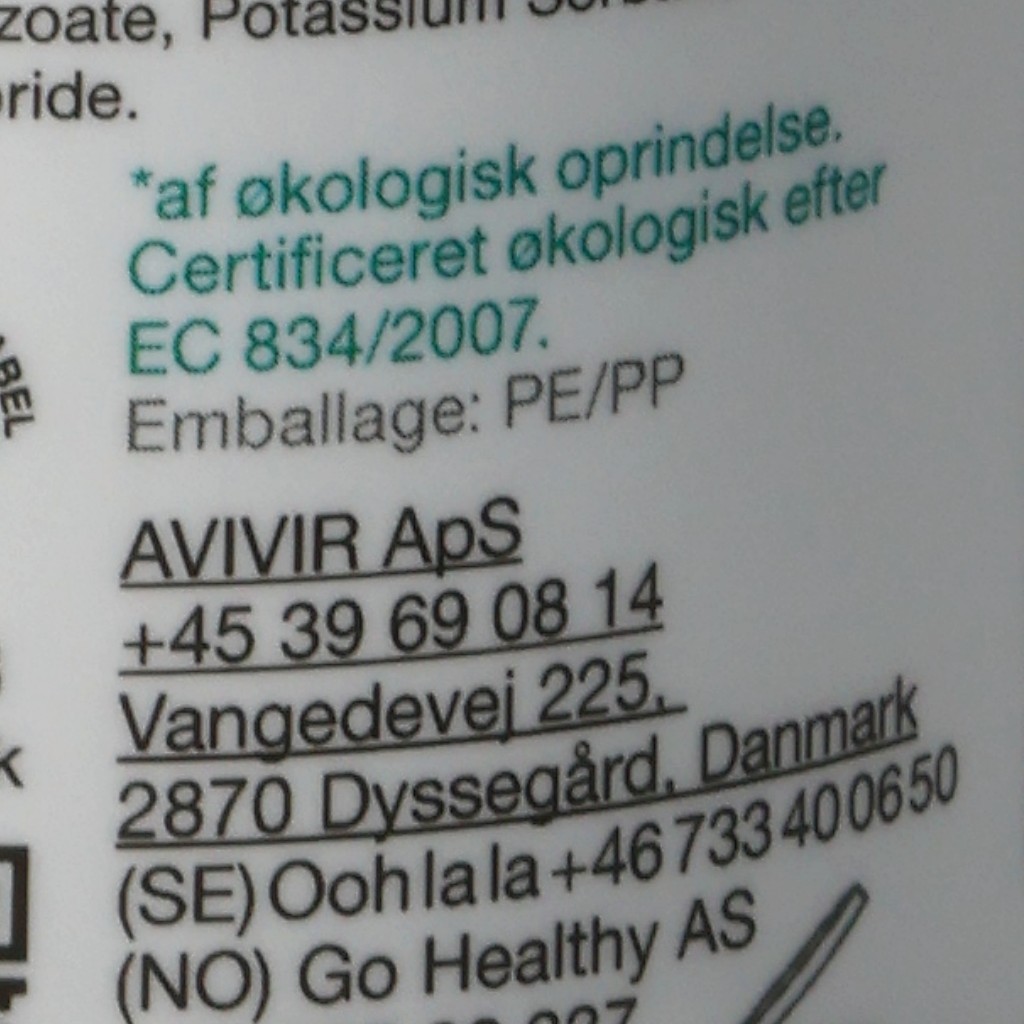 zoate, Potassium
*af økologisk oprindelse.
Certificeret økologisk efter
EC 834/2007.
Emballage: PE/PP
AVIVIR ApS
+45 39 69 08 14
Vangedevej 225,
2870 Dyssegård, Danmark
(SE) Ooh la la +46 733 40 06 50
(NO) Go Healthy AS